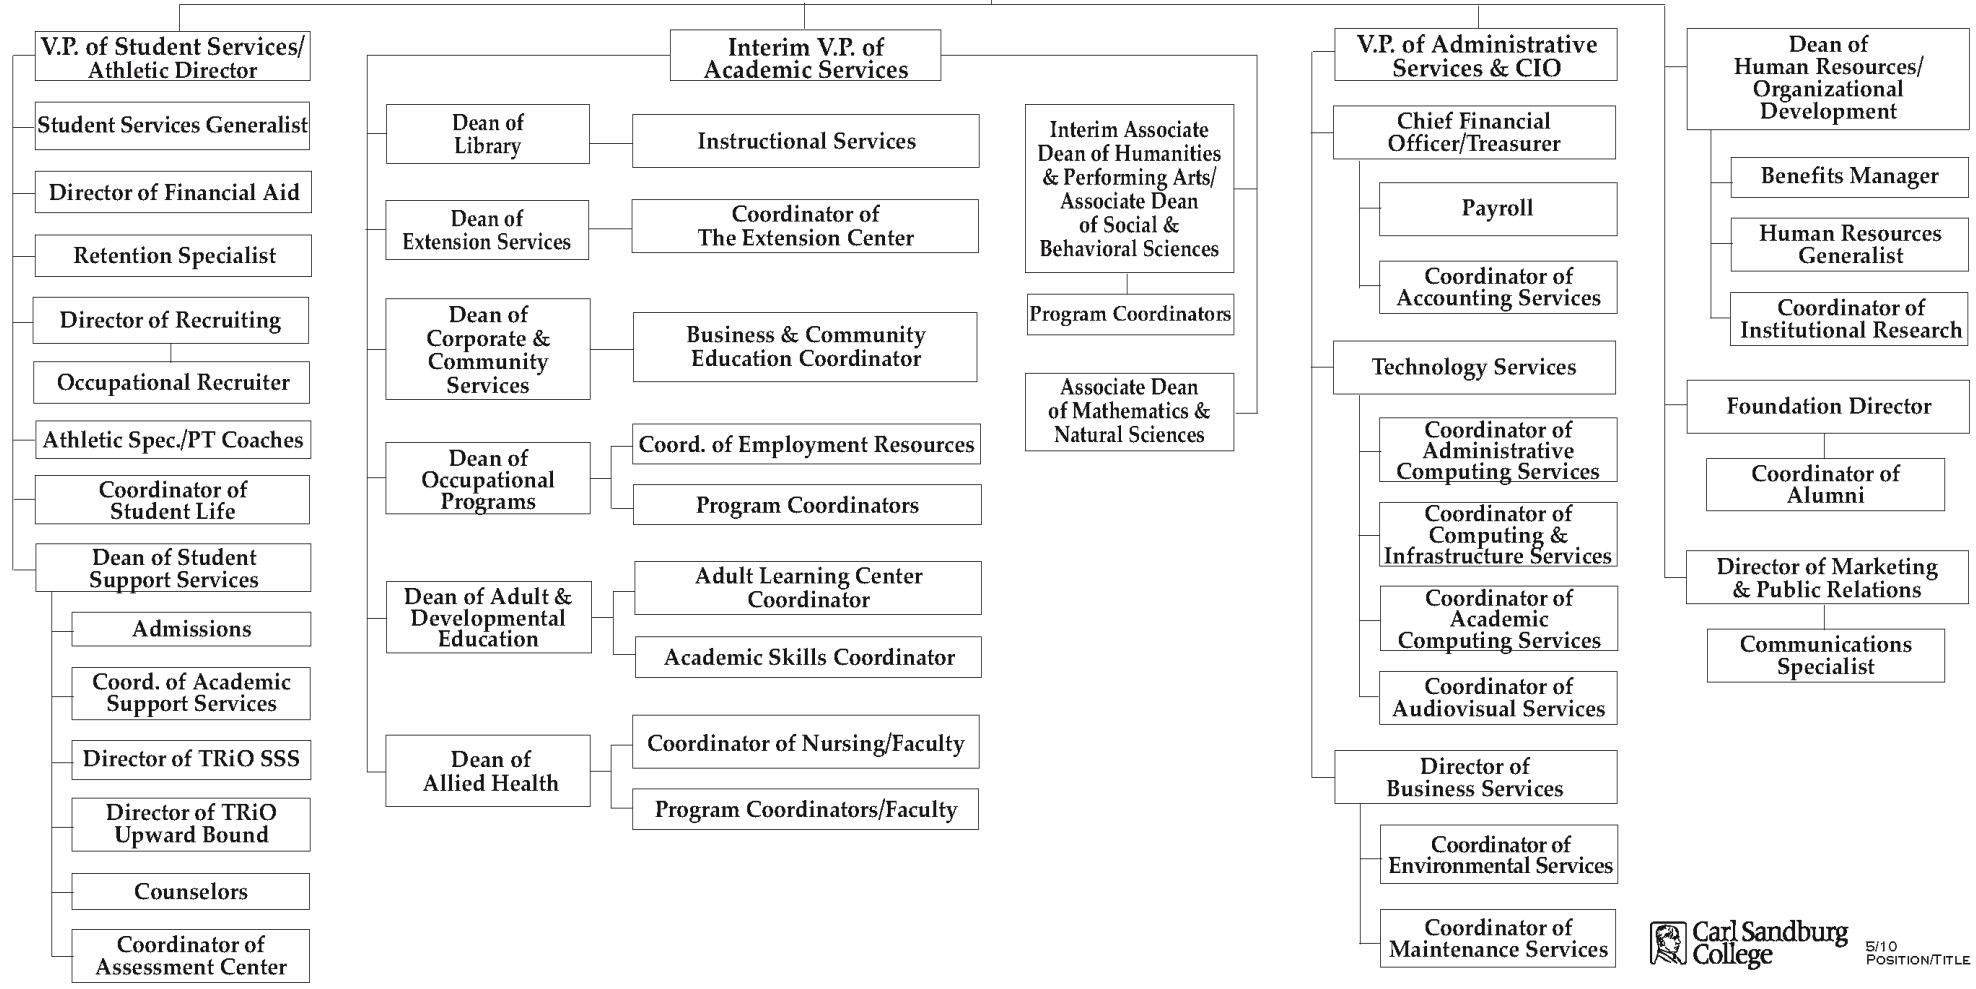 V.P. of Student Services/
Athletic Director
Student Services Generalist
Director of Financial Aid
Retention Specialist
Director of Recruiting
Occupational Recruiter
Athletic Spec./PT Coaches
Coordinator of
Student Life
Dean of Student
Support Services
Admissions
Coord. of Academic
Support Services
Director of TRiO SSS
Director of TRiO
Upward Bound
Counselors
Coordinator of
Assessment Center
Interim V.P. of
Academic Services
Dean of
Library
Instructional Services
Dean of
Extension Services
Coordinator of
The Extension Center
Dean of
Corporate &
Community
Services
Business & Community
Education Coordinator
Dean of
Occupational
Programs
Coord. of Employment Resources
Program Coordinators
Dean of Adult &
Developmental
Education
Adult Learning Center
Coordinator
Academic Skills Coordinator
Dean of
Allied Health
Coordinator of Nursing/Faculty
Program Coordinators/Faculty
Interim Associate
Dean of Humanities
& Performing Arts/
Associate Dean
of Social &
Behavioral Sciences
Program Coordinators
Associate Dean
of Mathematics &
Natural Sciences
V.P. of Administrative
Services & CIO
Chief Financial
Officer/Treasurer
Payroll
Coordinator of
Accounting Services
Technology Services
Coordinator of
Administrative
Computing Services
Coordinator of
Computing &
Infrastructure Services
Coordinator of
Academic
Computing Services
Coordinator of
Audiovisual Services
Director of
Business Services
Coordinator of
Environmental Services
Coordinator of
Maintenance Services
Dean of
Human Resources/
Organizational
Development
Benefits Manager
Human Resources
Generalist
Coordinator of
Institutional Research
Foundation Director
Coordinator of
Alumni
Director of Marketing
& Public Relations
Communications
Specialist
Carl Sandburg
College
5/10
POSITION/TITLE